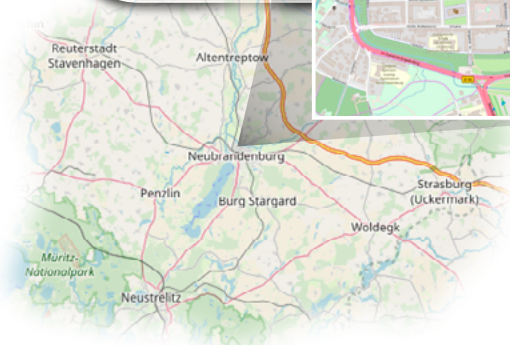 Reuterstadt
Stavenhagen
Altentreptow
Neubrandenburg
Strasburg
(Uckermark)
Penzlin
Burg Stargard
Woldegk
Müritz-
Nationalpark
Neustrelitz